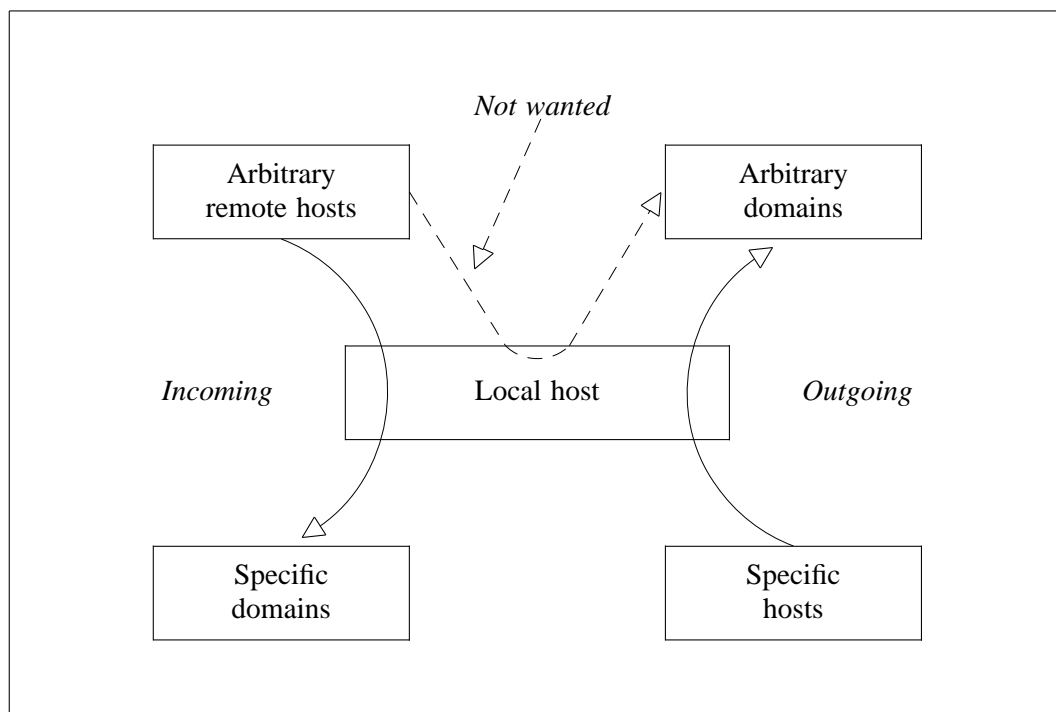 Not wanted
Arbitrary
remote hosts
Arbitrary
domains
Incoming
Local host
Outgoing
Specific
domains
Specific
hosts